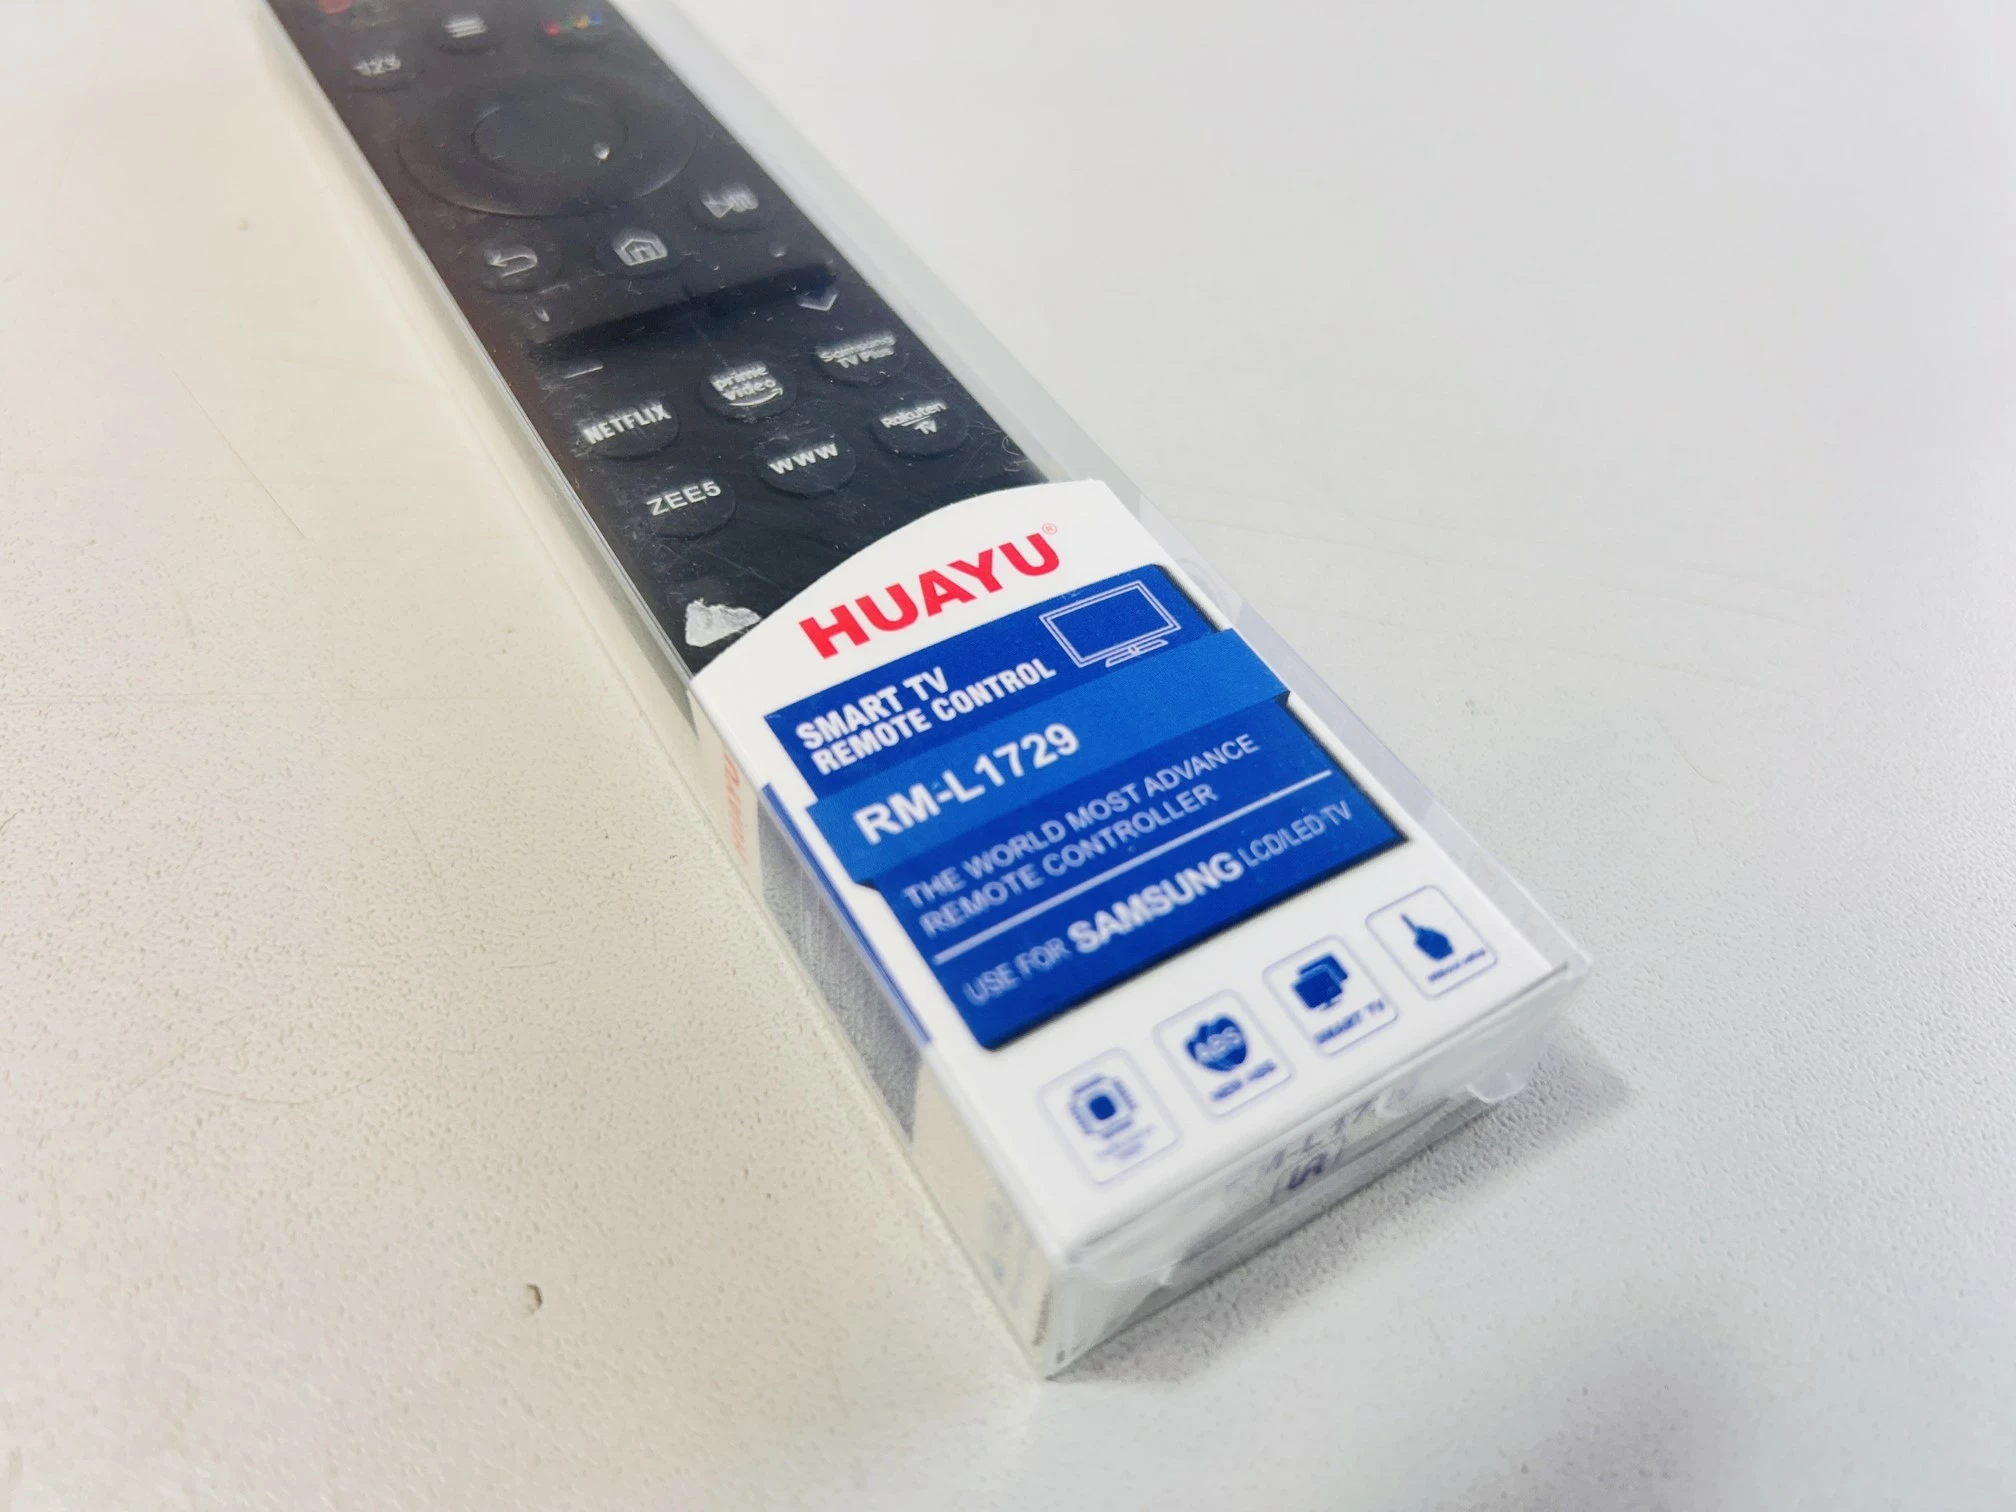 123
NETFLIX
prime
video
Samsung
TV Plus
ZEE5
WWW
Rakuten
TV
HUAYU®
SMART TV
REMOTE CONTROL
RM-L1729
THE WORLD MOST ADVANCE
REMOTE CONTROLLER
USE FOR SAMSUNG LCD/LED TV
ABS
SMART TV